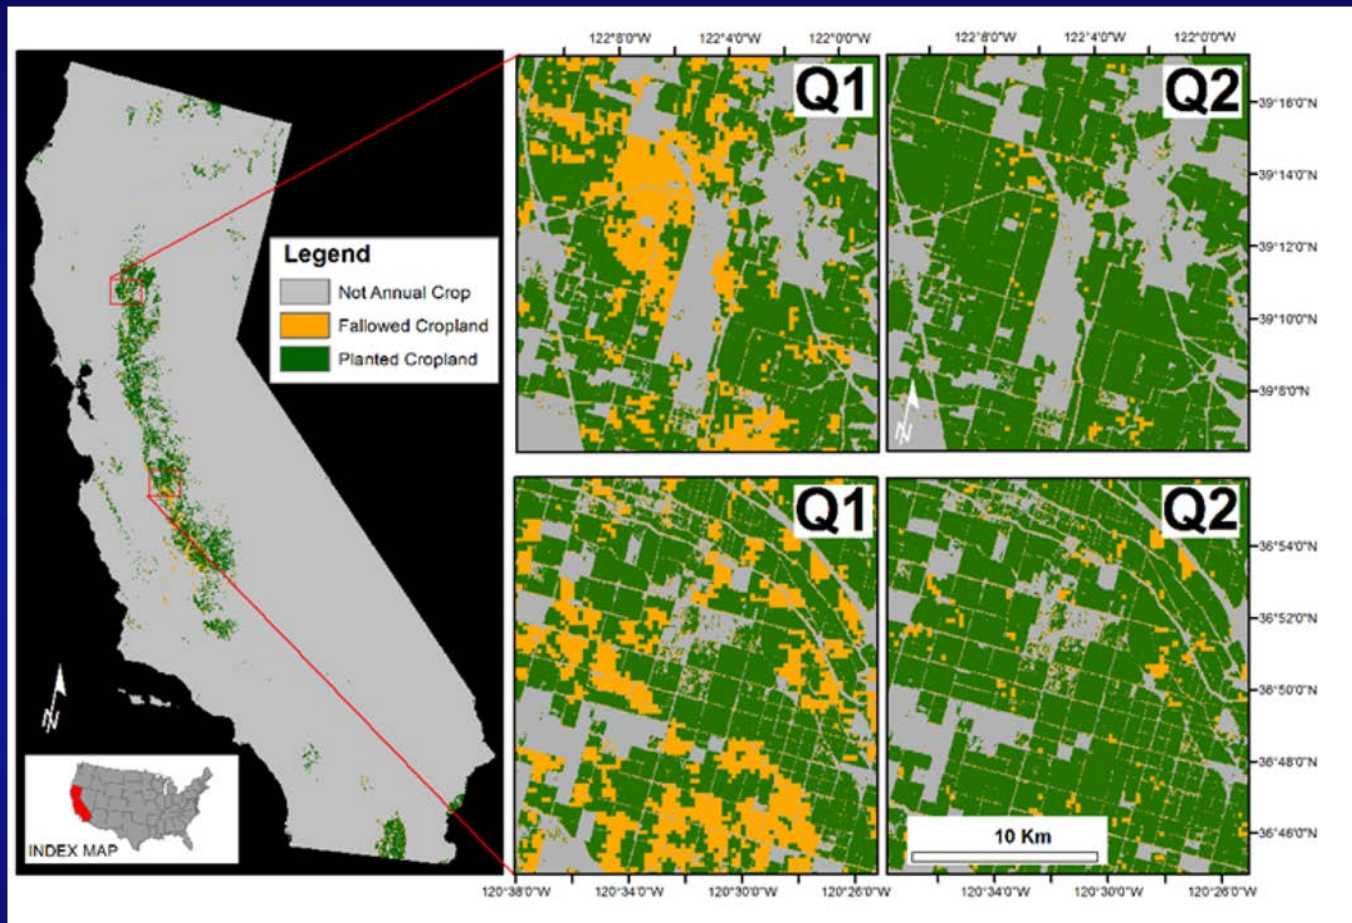 122°8'0"W 122°4'0"W 122°0'0"W
122°8'0"W 122°4'0"W 122°0'0"W
Q1
Q2
39°16'0"N
39°14'0"N
39°12'0"N
39°10'0"N
39°8'0"N
N
Legend
Not Annual Crop
Fallowed Cropland
Planted Cropland
Q1
Q2
36°54'0"N
36°52'0"N
36°50'0"N
36°48'0"N
36°46'0"N
10 Km
N
INDEX MAP
120°38'0"W 120°34'0"W 120°30'0"W 120°26'0"W
120°34'0"W 120°30'0"W 120°26'0"W